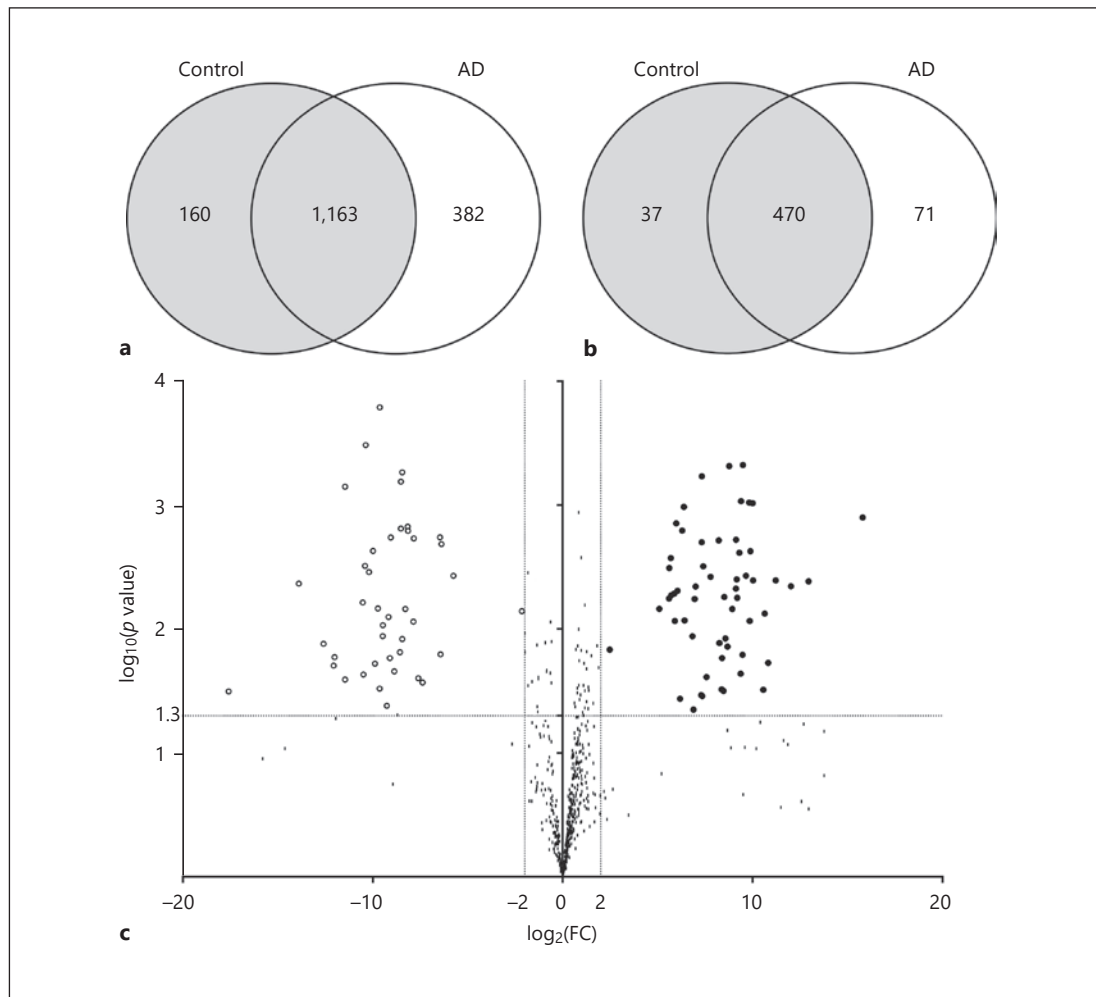 Control AD
160 1,163 382
a
Control AD
37 470 71
b
4
3
2
1.3
1
log10(p value)
–20 –10 –2 0 2 10 20
log2(FC)
c